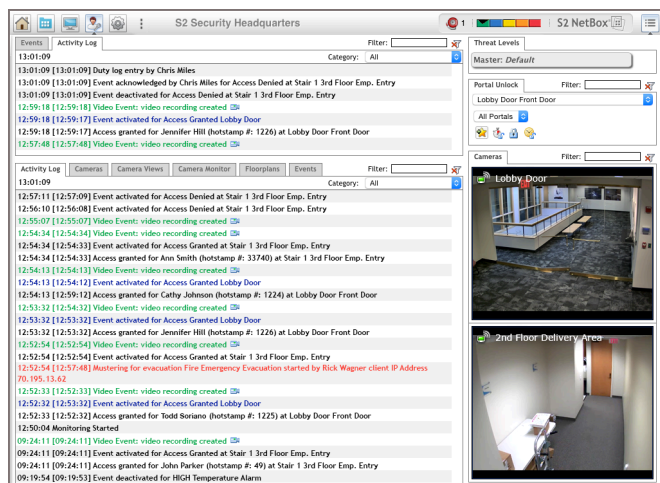 S2 Security Headquarters
1
S2 NetBox
Events
Activity Log
Filter:
13:01:09
Category:
All
13:01:09 [13:01:09] Duty log entry by Chris Miles
13:01:09 [13:01:09] Event acknowledged by Chris Miles for Access Denied at Stair 1 3rd Floor Emp. Entry
13:01:09 [13:01:09] Event deactivated for Access Denied at Stair 1 3rd Floor Emp. Entry
12:59:18 [12:59:18] Video Event: video recording created
12:59:18 [12:59:17] Event activated for Access Granted Lobby Door
12:59:18 [12:59:17] Access granted for Jennifer Hill (hotstamp #: 1226) at Lobby Door Front Door
12:57:48 [12:57:48] Video Event: video recording created
Activity Log
Cameras
Camera Views
Camera Monitor
Floorplans
Events
Filter:
13:01:09
Category:
All
12:57:11 [12:57:09] Event activated for Access Denied at Stair 1 3rd Floor Emp. Entry
12:56:10 [12:56:08] Event activated for Access Denied at Stair 1 3rd Floor Emp. Entry
12:55:07 [12:55:07] Video Event: video recording created
12:54:34 [12:54:34] Video Event: video recording created
12:54:34 [12:54:33] Event activated for Access Granted at Stair 1 3rd Floor Emp. Entry
12:54:34 [12:54:33] Access granted for Ann Smith (hotstamp #: 33740) at Stair 1 3rd Floor Emp. Entry
12:54:13 [12:54:13] Video Event: video recording created
12:54:13 [12:54:12] Event activated for Access Granted Lobby Door
12:54:13 [12:59:12] Access granted for Cathy Johnson (hotstamp #: 1224) at Lobby Door Front Door
12:53:32 [12:54:32] Video Event: video recording created
12:53:32 [12:53:32] Event activated for Access Granted Lobby Door
12:53:32 [12:53:32] Access granted for Jennifer Hill (hotstamp #: 1226) at Lobby Door Front Door
12:52:54 [12:52:54] Video Event: video recording created
12:52:54 [12:52:54] Event activated for Access Granted at Stair 1 3rd Floor Emp. Entry
12:52:54 [12:57:48] Mustering for evacuation Fire Emergency Evacuation started by Rick Wagner client IP Address
70.195.13.62
12:52:33 [12:52:33] Video Event: video recording created
12:52:32 [12:53:32] Event activated for Access Granted Lobby Door
12:52:33 [12:52:32] Access granted for Todd Soriano (hotstamp #: 1225) at Lobby Door Front Door
12:50:04 Monitoring Started
09:24:11 [09:24:11] Video Event: video recording created
09:24:11 [09:24:11] Event activated for Access Granted at Stair 1 3rd Floor Emp. Entry
09:24:11 [09:24:11] Access granted for John Parker (hotstamp #: 49) at Stair 1 3rd Floor Emp. Entry
09:19:54 [09:19:53] Event deactivated for HIGH Temperature Alarm
Threat Levels
Master: Default
Portal Unlock
Filter:
Lobby Door Front Door
All Portals
Cameras
Filter:
Lobby Door
EXIT
2nd Floor Delivery Area